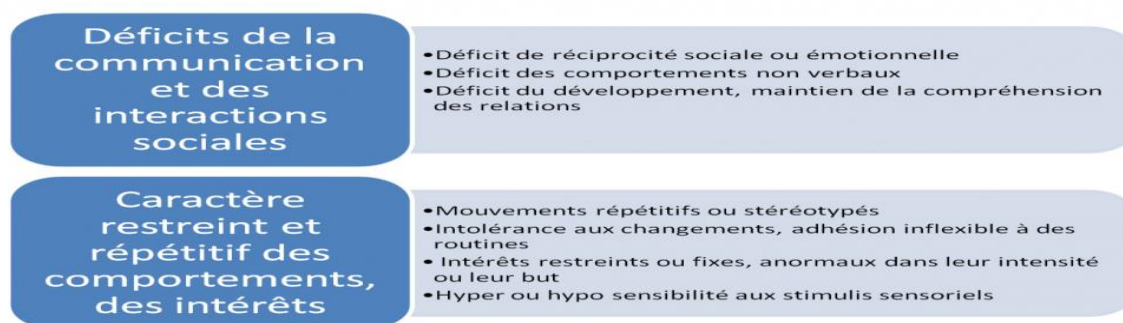 Déficits de la
communication
et des
interactions
sociales
•Déficit de réciprocité sociale ou émotionnelle
•Déficit des comportements non verbaux
•Déficit du développement, maintien de la compréhension
des relations
Caractère
restreint et
répétitif des
comportements,
des intérêts
•Mouvements répétitifs ou stéréotypés
•Intolérance aux changements, adhésion inflexible à des
routines
• Intérêts restreints ou fixes, anormaux dans leur intensité
ou leur but
•Hyper ou hypo sensibilité aux stimulis sensoriels